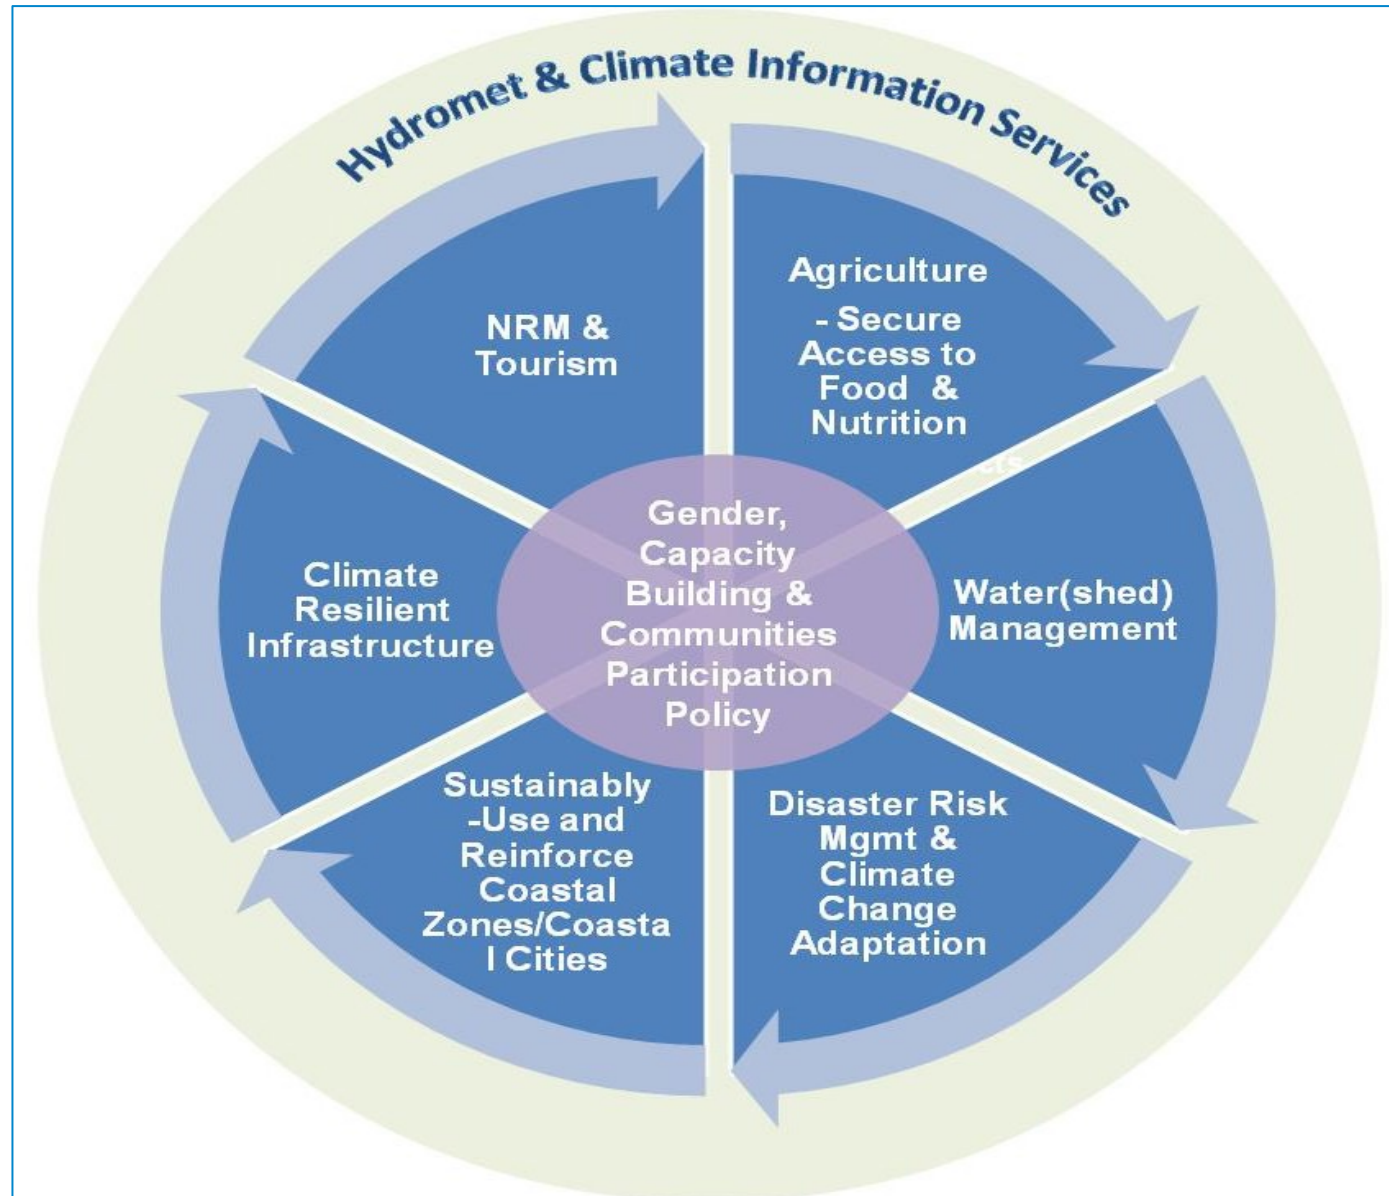 Hydromet & Climate Information Services
Agriculture
- Secure
Access to
Food &
Nutrition
Water(shed)
Management
Disaster Risk
Mgmt &
Climate
Change
Adaptation
Sustainably
-Use and
Reinforce
Coastal
Zones/Coasta
l Cities
Climate
Resilient
Infrastructure
NRM &
Tourism
Gender,
Capacity
Building &
Communities
Participation
Policy